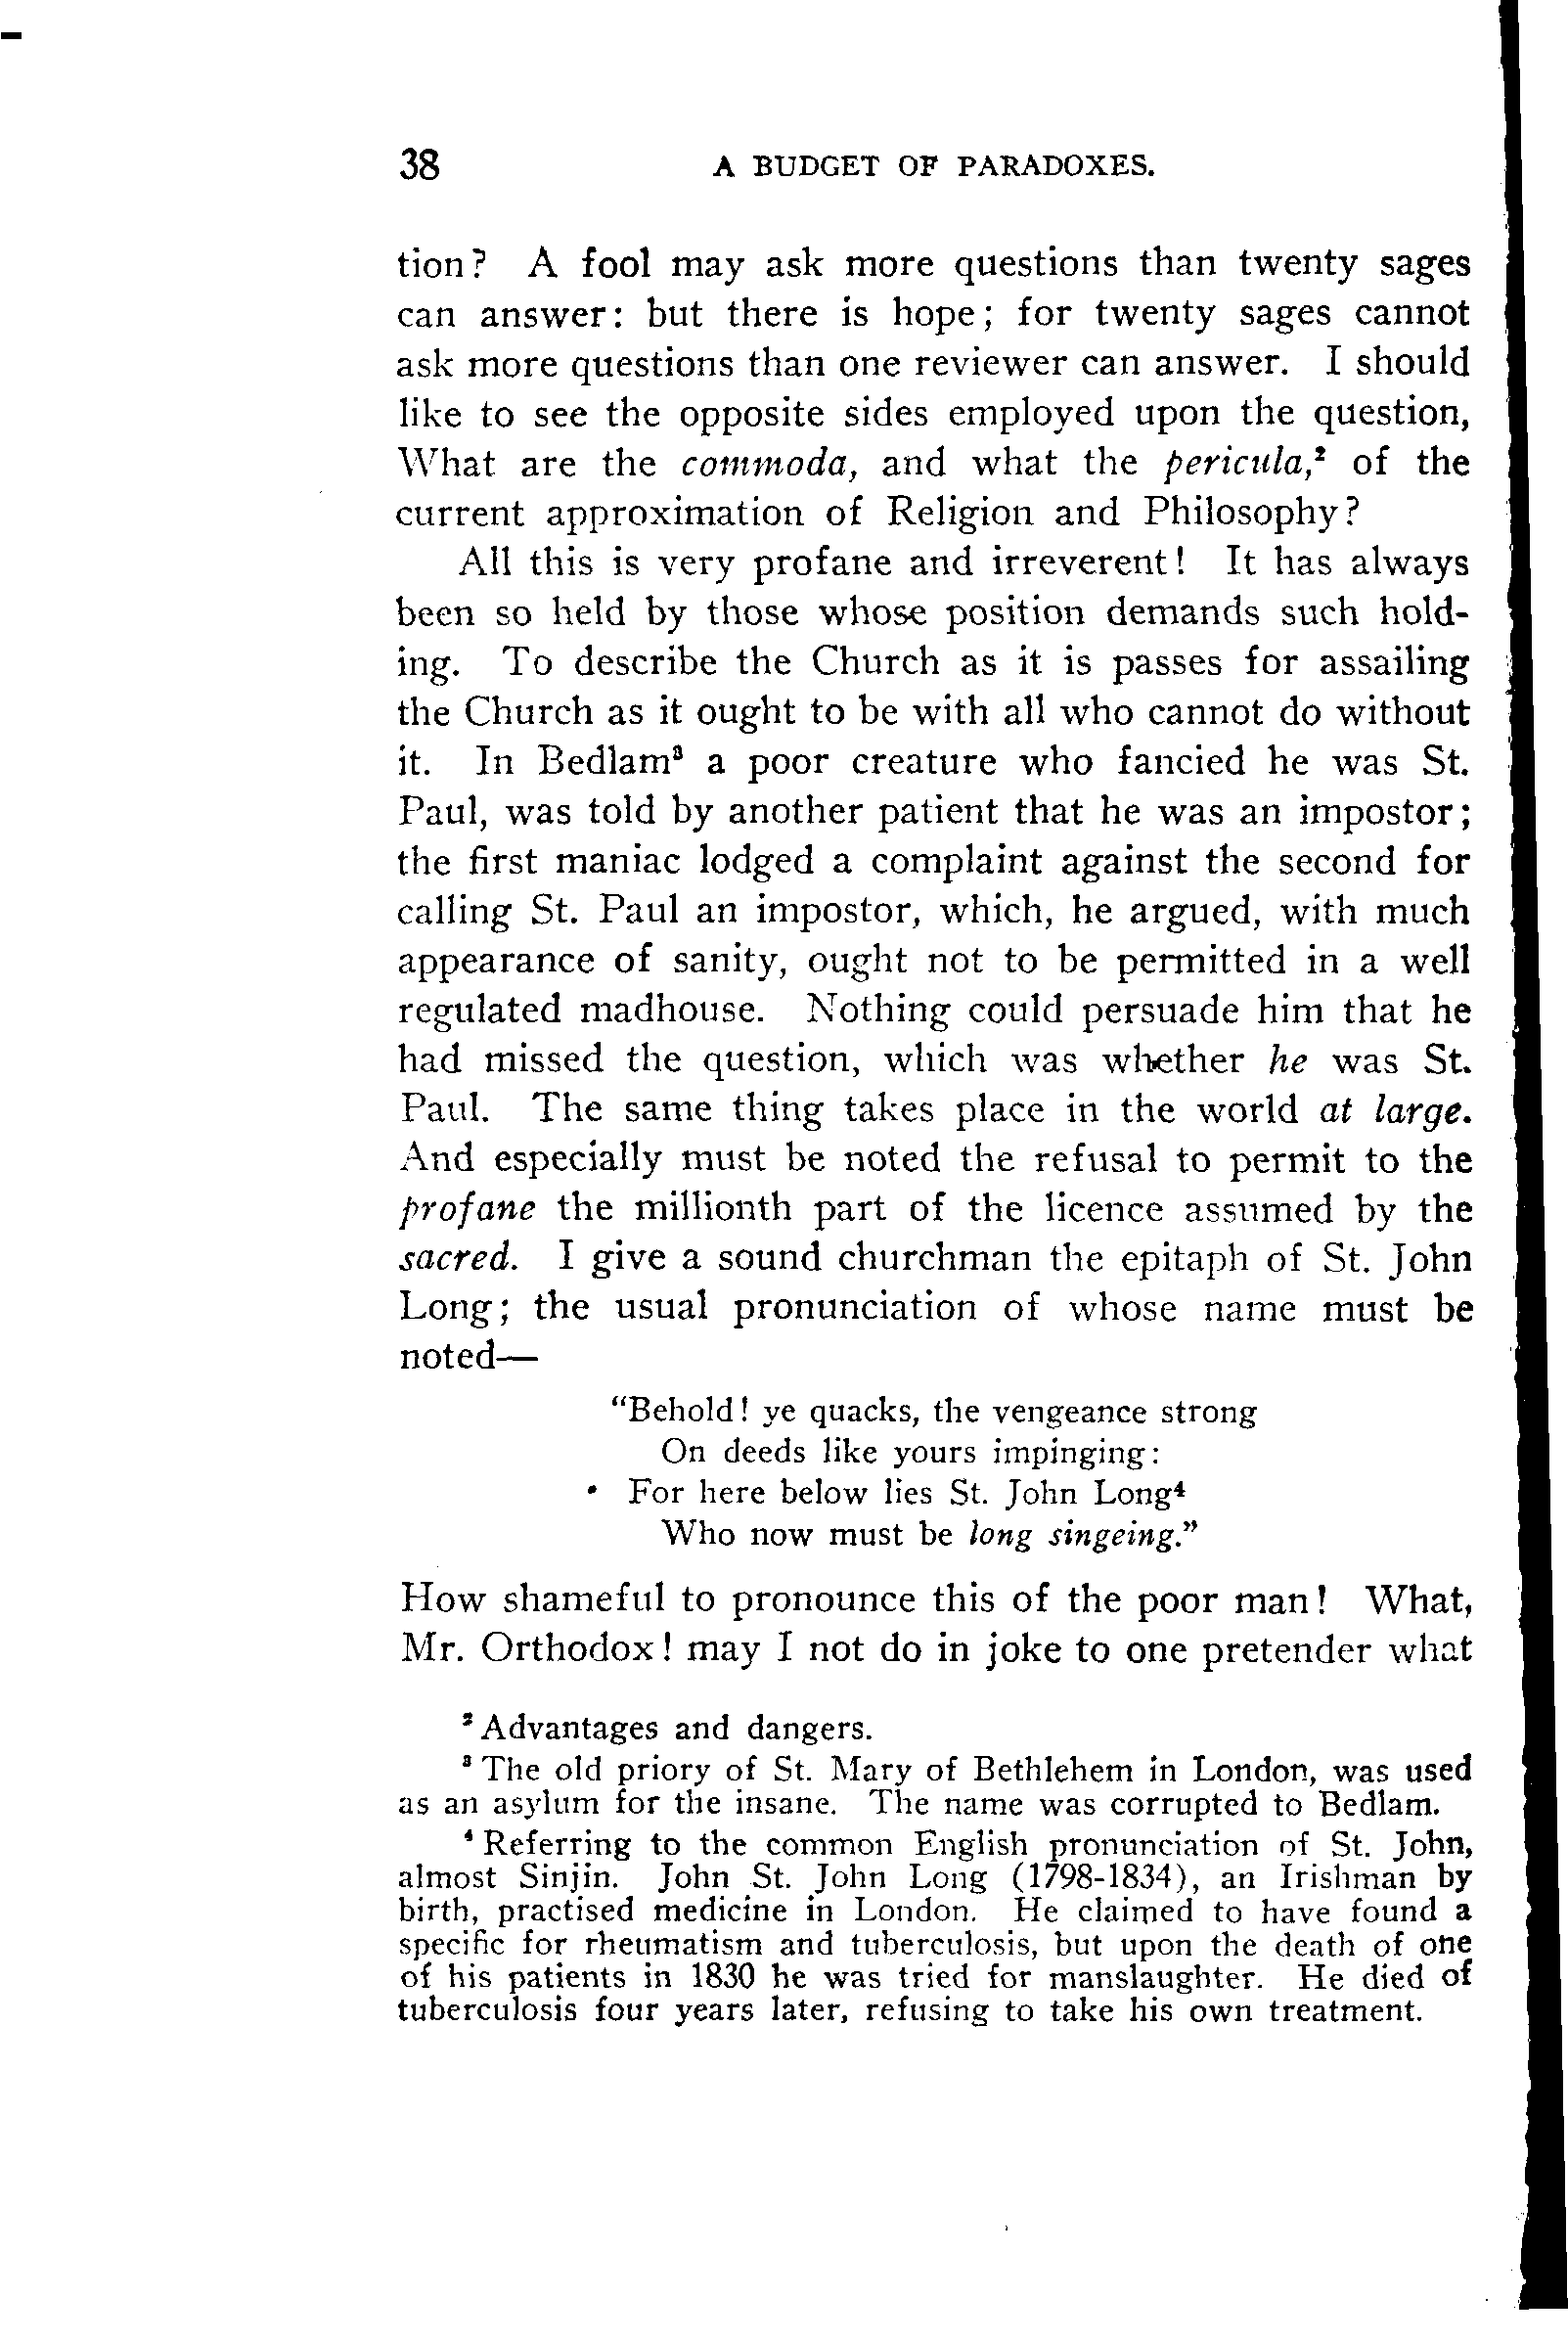 38 A BUDGET OF PARADOXES.
tion? A fool may ask more questions than twenty sages
can answer: but there is hope; for twenty sages cannot
ask more questions than one reviewer can answer. I should
like to see the opposite sides employed upon the question,
What are the commoda, and what the pericula,² of the
current approximation of Religion and Philosophy?
All this is very profane and irreverent! It has always
been so held by those whose position demands such hold-
ing. To describe the Church as it is passes for assailing
the Church as it ought to be with all who cannot do without
it. In Bedlam³ a poor creature who fancied he was St.
Paul, was told by another patient that he was an impostor;
the first maniac lodged a complaint against the second for
calling St. Paul an impostor, which, he argued, with much
appearance of sanity, ought not to be permitted in a well
regulated madhouse. Nothing could persuade him that he
had missed the question, which was whether he was St.
Paul. The same thing takes place in the world at large.
And especially must be noted the refusal to permit to the
profane the millionth part of the licence assumed by the
sacred. I give a sound churchman the epitaph of St. John
Long; the usual pronunciation of whose name must be
noted—
"Behold! ye quacks, the vengeance strong
On deeds like yours impinging:
For here below lies St. John Long⁴
Who now must be long singeing."
How shameful to pronounce this of the poor man! What,
Mr. Orthodox! may I not do in joke to one pretender what
² Advantages and dangers.
³ The old priory of St. Mary of Bethlehem in London, was used
as an asylum for the insane. The name was corrupted to Bedlam.
⁴ Referring to the common English pronunciation of St. John,
almost Sinjin. John St. John Long (1798-1834), an Irishman by
birth, practised medicine in London. He claimed to have found a
specific for rheumatism and tuberculosis, but upon the death of one
of his patients in 1830 he was tried for manslaughter. He died of
tuberculosis four years later, refusing to take his own treatment.